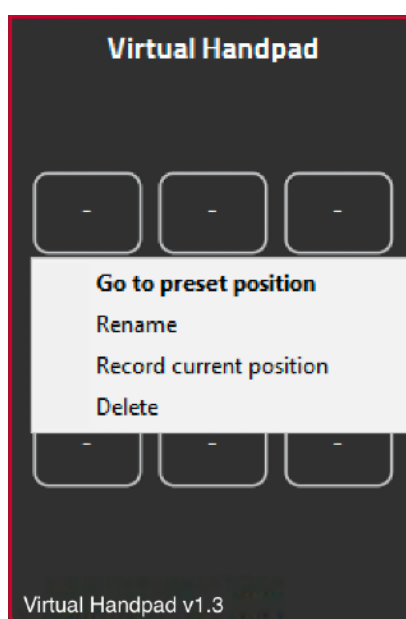 Virtual Handpad
- - -
Go to preset position
Rename
Record current position
Delete
- - -
Virtual Handpad v1.3